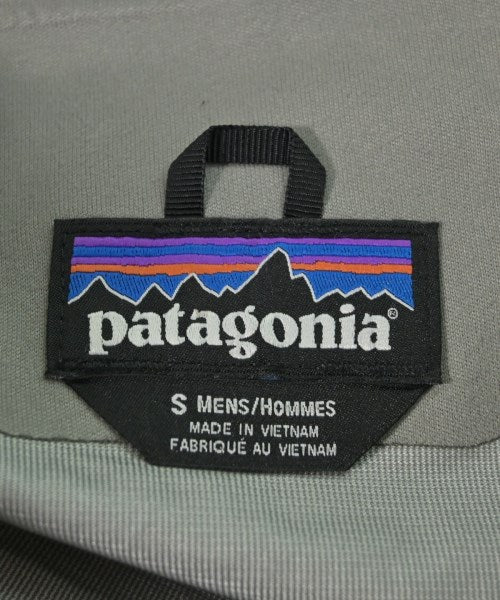 patagonia®
S MENS/HOMMES
MADE IN VIETNAM
FABRIQUÉ AU VIETNAM